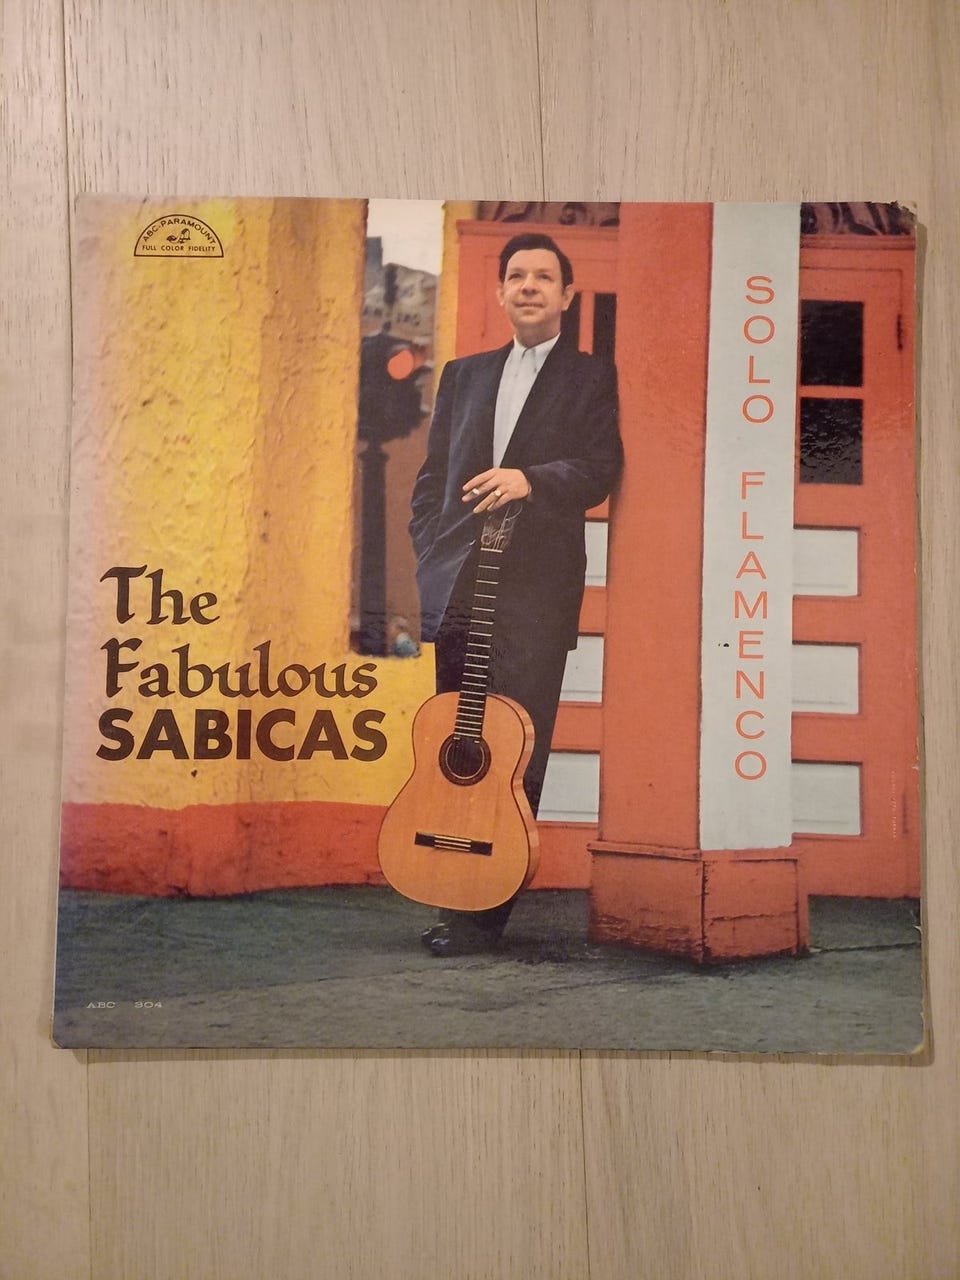 ABC-PARAMOUNT
FULL COLOR FIDELITY
SOLO FLAMENCO
The
Fabulous
SABICAS
ABC 304